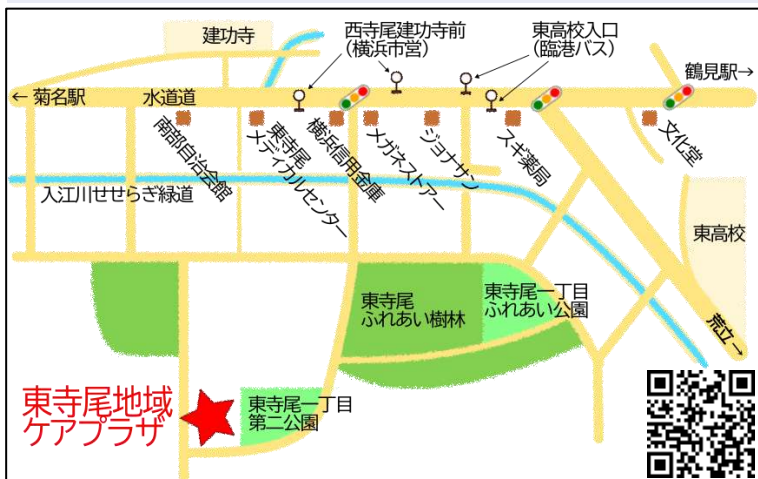 建功寺
西寺尾建功寺前
(横浜市営)
東高校入口
(臨港バス)
鶴見駅→
← 菊名駅
水道道
南部自治会館
東寺尾
メディカルセンター
横浜信用金庫
メガネストアー
ジョナサン
スギ薬局
文化堂
入江川せせらぎ緑道
東高校
東寺尾
ふれあい樹林
東寺尾一丁目
ふれあい公園
荒立→
東寺尾地域
ケアプラザ
東寺尾一丁目
第二公園